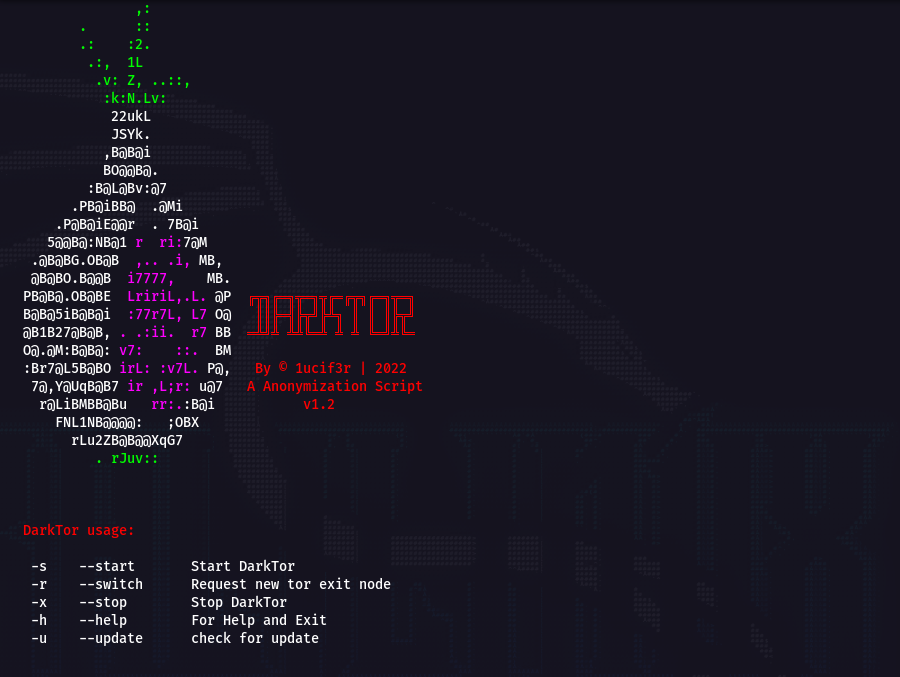 ,:
.      ::
.:    :2.
.:,  1L
.v: Z, ..::,
:k:N.Lv:
22ukL
JSYk.
,B@B@i
BO@@B@.
:B@L@Bv:@7
.PB@iBB@  .@Mi
.P@B@iE@@r  . 7B@i
5@@B@:NB@1 r  ri:7@M
.@B@BG.OB@B  ,.. .i, MB,
@B@BO.B@@B  i7777,    MB.
PB@B@.OB@BE  LririL,.L. @P
B@B@5iB@B@i  :77r7L, L7 O@
@B1B27@B@B, . .:ii.  r7 BB
O@.@M:B@B@: v7:    ::.  BM
:Br7@L5B@BO irL: :v7L. P@,
7@,Y@UqB@B7 ir ,L;r: u@7
r@LiBMBB@Bu   rr:.:B@i
FNL1NB@@@@:   ;OBX
rLu2ZB@B@@XqG7
. rJuv::
DARKTOR
By © 1ucif3r | 2022
A Anonymization Script
v1.2
DarkTor usage:
-s    --start       Start DarkTor
-r    --switch      Request new tor exit node
-x    --stop        Stop DarkTor
-h    --help        For Help and Exit
-u    --update      check for update